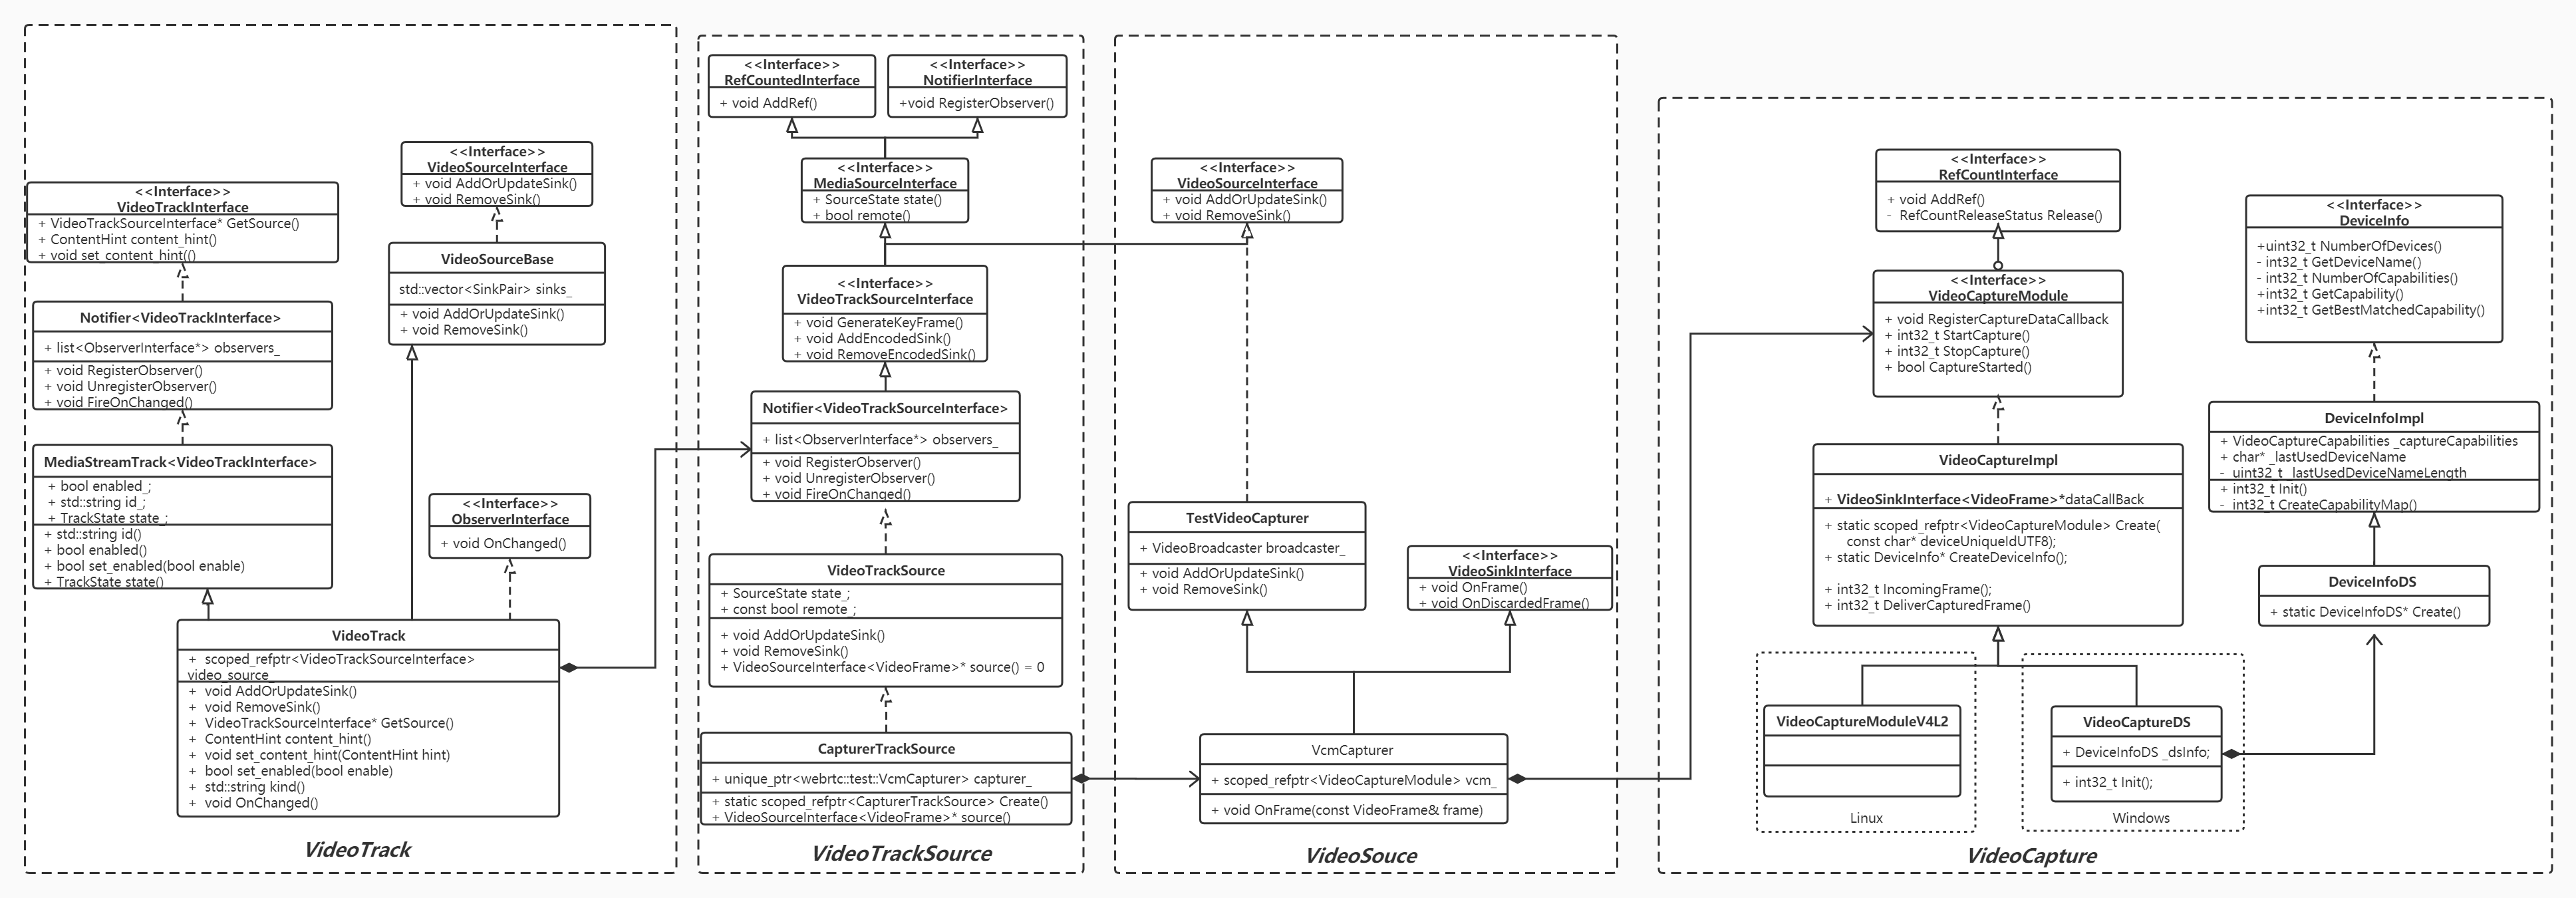 <<Interface>>
VideoTrackInterface
+ VideoTrackSourceInterface* GetSource()
+ ContentHint content_hint()
+ void set_content_hint(()
Notifier<VideoTrackInterface>
+ list<ObserverInterface*> observers_
+ void RegisterObserver()
+ void UnregisterObserver()
+ void FireOnChanged()
MediaStreamTrack<VideoTrackInterface>
+ bool enabled_;
+ std::string id_;
+ TrackState state_;
+ std::string id()
+ bool enabled()
+ bool set_enabled(bool enable)
+ TrackState state()
<<Interface>>
VideoSourceInterface
+ void AddOrUpdateSink()
+ void RemoveSink()
VideoSourceBase
std::vector<SinkPair> sinks_
+ void AddOrUpdateSink()
+ void RemoveSink()
<<Interface>>
ObserverInterface
+ void OnChanged()
VideoTrack
+ scoped_refptr<VideoTrackSourceInterface>
video_source_
+ void AddOrUpdateSink()
+ void RemoveSink()
+ VideoTrackSourceInterface* GetSource()
+ ContentHint content_hint()
+ void set_content_hint(ContentHint hint)
+ bool set_enabled(bool enable)
+ std::string kind()
+ void OnChanged()
VideoTrack
<<Interface>>
RefCountedInterface
+ void AddRef()
<<Interface>>
NotifierInterface
+void RegisterObserver()
<<Interface>>
MediaSourceInterface
+ SourceState state()
+ bool remote()
<<Interface>>
VideoTrackSourceInterface
+ void GenerateKeyFrame()
+ void AddEncodedSink()
+ void RemoveEncodedSink()
Notifier<VideoTrackSourceInterface>
+ list<ObserverInterface*> observers_
+ void RegisterObserver()
+ void UnregisterObserver()
+ void FireOnChanged()
VideoTrackSource
+ SourceState state_;
+ const bool remote_;
+ void AddOrUpdateSink()
+ void RemoveSink()
+ VideoSourceInterface<VideoFrame>* source() = 0
CapturerTrackSource
+ unique_ptr<webrtc::test::VcmCapturer> capturer_
+ static scoped_refptr<CapturerTrackSource> Create()
+ VideoSourceInterface<VideoFrame>* source()
VideoTrackSource
<<Interface>>
VideoSourceInterface
+ void AddOrUpdateSink()
+ void RemoveSink()
TestVideoCapturer
+ VideoBroadcaster broadcaster_
+ void AddOrUpdateSink()
+ void RemoveSink()
<<Interface>>
VideoSinkInterface
+ void OnFrame()
+ void OnDiscardedFrame()
VcmCapturer
+ scoped_refptr<VideoCaptureModule> vcm_
+ void OnFrame(const VideoFrame& frame)
VideoSouce
<<Interface>>
RefCountInterface
+ void AddRef()
- RefCountReleaseStatus Release()
<<Interface>>
VideoCaptureModule
+ void RegisterCaptureDataCallback
+ int32_t StartCapture()
+ int32_t StopCapture()
+ bool CaptureStarted()
VideoCaptureImpl
+ VideoSinkInterface<VideoFrame>*dataCallBack
+ static scoped_refptr<VideoCaptureModule> Create(
const char* deviceUniqueIdUTF8);
+ static DeviceInfo* CreateDeviceInfo();
+ int32_t IncomingFrame();
+ int32_t DeliverCapturedFrame()
VideoCaptureModuleV4L2
Linux
VideoCaptureDS
+ DeviceInfoDS _dsInfo;
+ int32_t Init();
Windows
<<Interface>>
DeviceInfo
+uint32_t NumberOfDevices()
- int32_t GetDeviceName()
- int32_t NumberOfCapabilities()
+int32_t GetCapability()
+int32_t GetBestMatchedCapability()
DeviceInfoImpl
+ VideoCaptureCapabilities _captureCapabilities
+ char* _lastUsedDeviceName
- uint32_t _lastUsedDeviceNameLength
+ int32_t Init()
- int32_t CreateCapabilityMap()
DeviceInfoDS
+ static DeviceInfoDS* Create()
VideoCapture